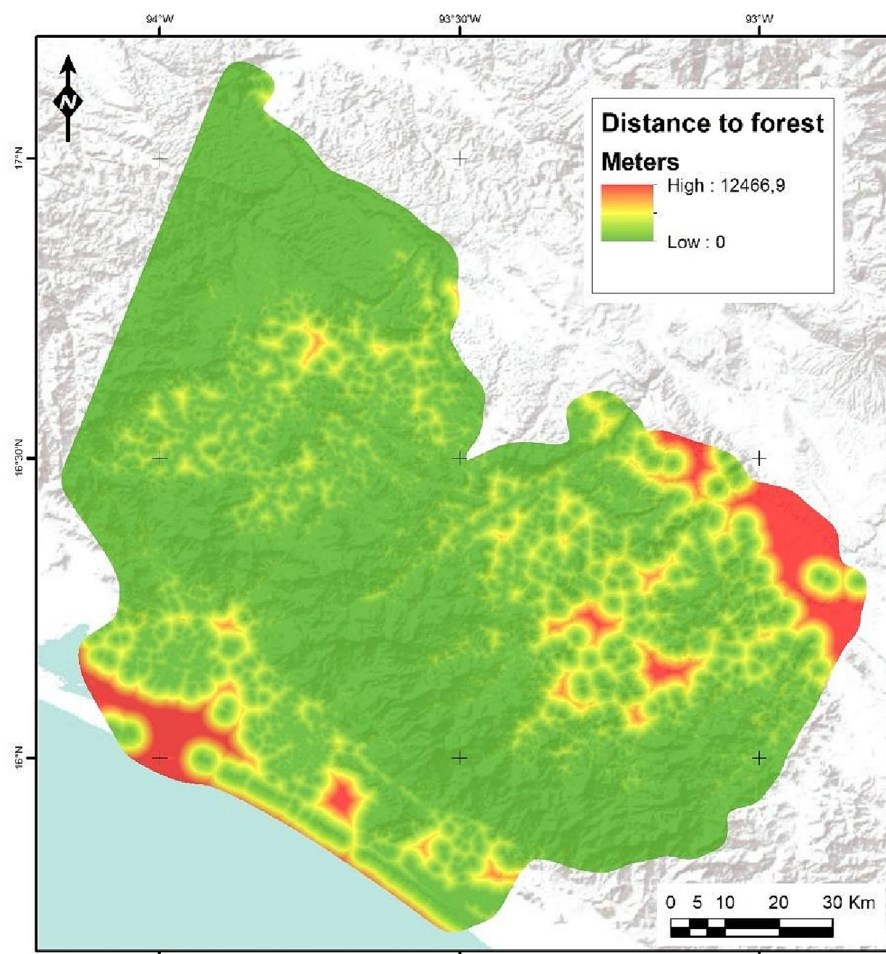 94°W 93°30'W 93°W
N
Distance to forest
Meters
High : 12466,9
Low : 0
17°N
16°30'N
16°N
0 5 10 20 30 Km